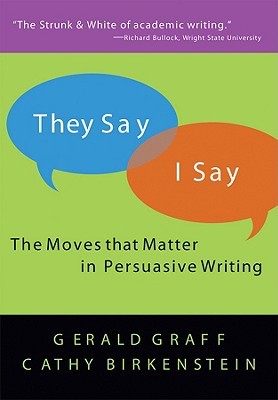 "The Strunk & White of academic writing."
—Richard Bullock, Wright State University
They Say
I Say
The Moves that Matter
in Persuasive Writing
GERALD GRAFF
CATHY BIRKENSTEIN